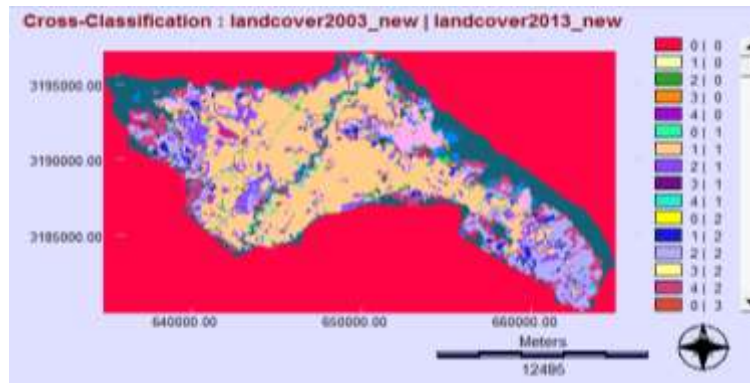 Cross-Classification : landcover2003_new | landcover2013_new
3195000.00
3190000.00
3185000.00
640000.00
650000.00
660000.00
0 | 0
1 | 0
2 | 0
3 | 0
4 | 0
0 | 1
1 | 1
2 | 1
3 | 1
4 | 1
0 | 2
1 | 2
2 | 2
3 | 2
4 | 2
0 | 3
Meters
12485